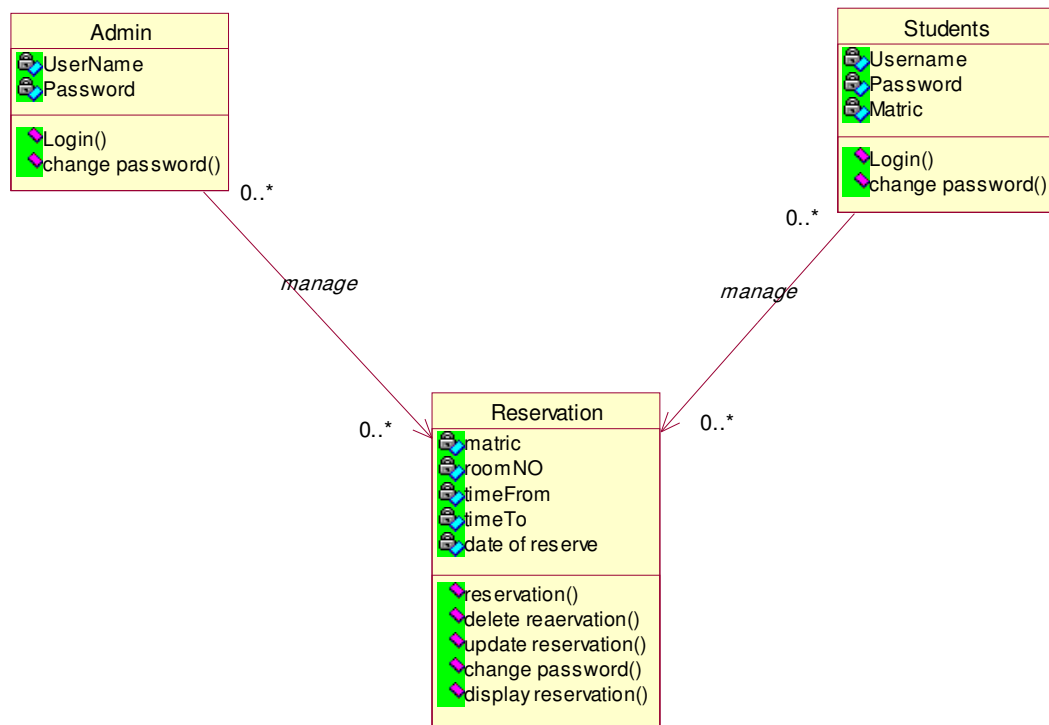 Admin
UserName
Password
Login()
change password()
Students
Username
Password
Matric
Login()
change password()
0..*
0..*
manage
manage
0..*
0..*
Reservation
matric
roomNO
timeFrom
timeTo
date of reserve
reservation()
delete reaervation()
update reservation()
change password()
display reservation()